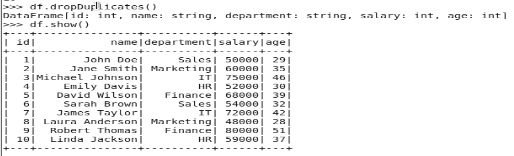 >>> df.dropDuplicates()
DataFrame[id: int, name: string, department: string, salary: int, age: int]
>>> df.show()
+---+---------------+----------+------+---+
| id|           name|department|salary|age|
+---+---------------+----------+------+---+
|  1|       John Doe|     Sales| 50000| 29|
|  2|     Jane Smith| Marketing| 60000| 35|
|  3|Michael Johnson|        IT| 75000| 46|
|  4|    Emily Davis|        HR| 52000| 30|
|  5|   David Wilson|   Finance| 68000| 39|
|  6|    Sarah Brown|     Sales| 54000| 32|
|  7|   James Taylor|        IT| 72000| 42|
|  8| Laura Anderson| Marketing| 48000| 28|
|  9|  Robert Thomas|   Finance| 80000| 51|
| 10|  Linda Jackson|        HR| 59000| 37|
+---+---------------+----------+------+---+